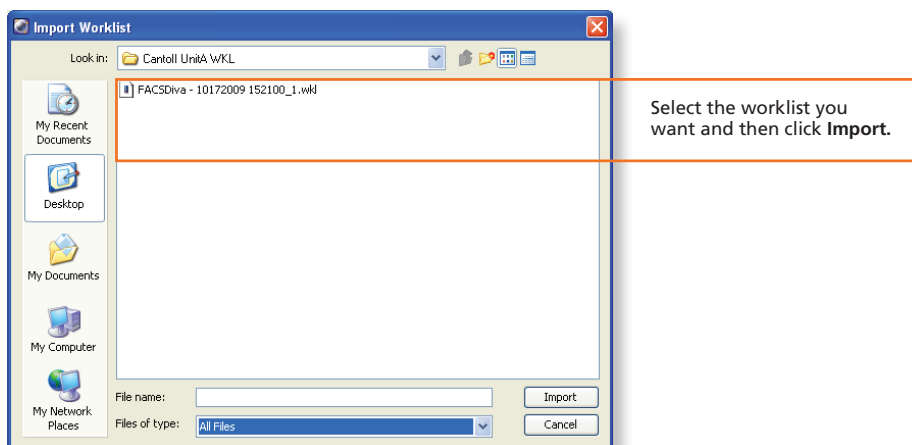 Import Worklist
Look in:
CantoII UnitA WKL
FACSDiva - 10172009 152100_1.wkl
My Recent
Documents
Desktop
My Documents
My Computer
My Network
Places
File name:
Import
Files of type:
All Files
Cancel
Select the worklist you
want and then click Import.